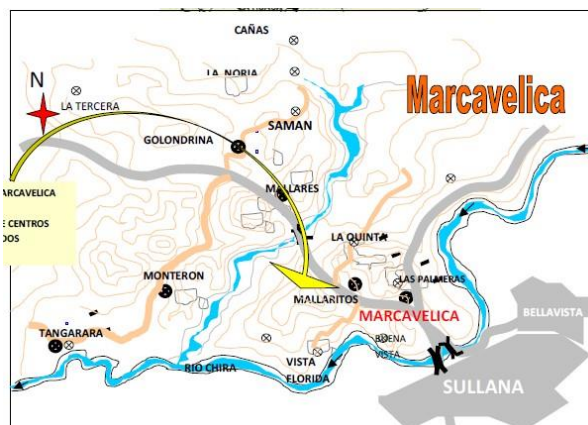 CAÑAS
LA NORIA
Marcavelica
N
LA TERCERA
SAMAN
GOLONDRINA
MARCAVELICA
E CENTROS
DOS
MALLARES
LA QUINTA
MONTERON
LAS PALMERAS
MALLARITOS
MARCAVELICA
BELLAVISTA
TANGARARA
BUENA
VISTA
RIO CHIRA
VISTA
FLORIDA
SULLANA